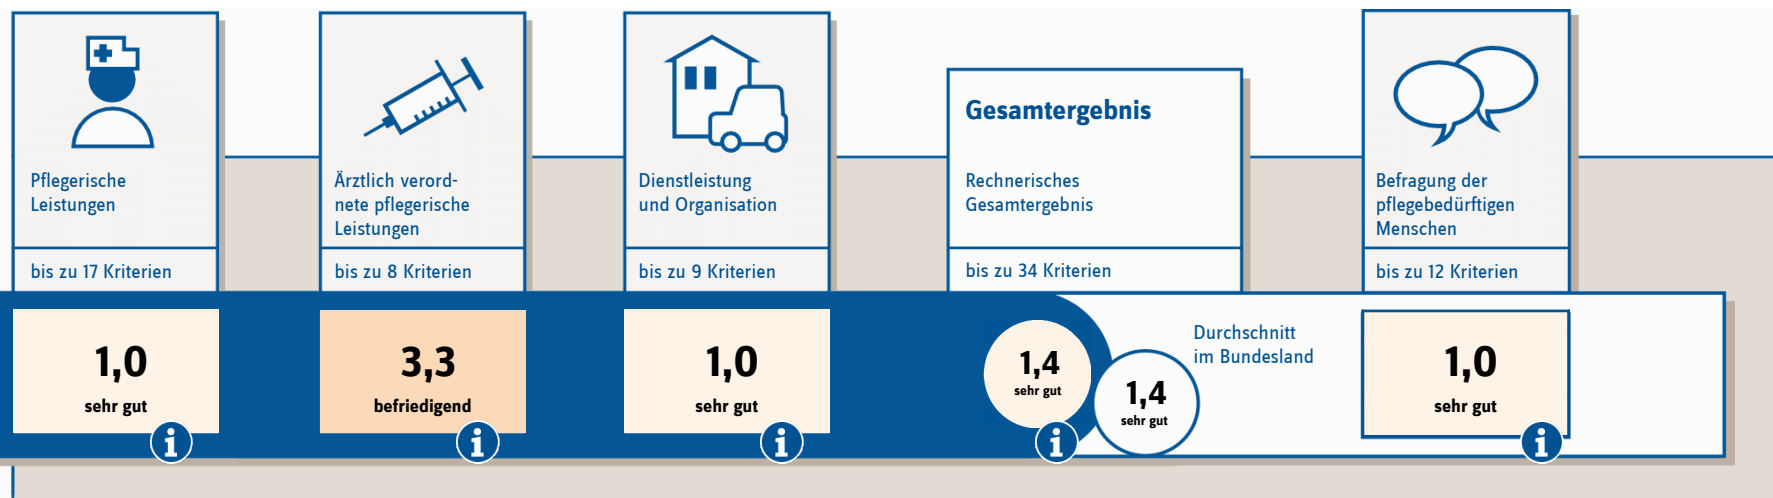 Pflegerische
Leistungen
bis zu 17 Kriterien
1,0
sehr gut
i
Ärztlich verord-
nete pflegerische
Leistungen
bis zu 8 Kriterien
3,3
befriedigend
i
Dienstleistung
und Organisation
bis zu 9 Kriterien
1,0
sehr gut
i
Gesamtergebnis
Rechnerisches
Gesamtergebnis
bis zu 34 Kriterien
1,4
sehr gut
i
1,4
sehr gut
Durchschnitt
im Bundesland
Befragung der
pflegebedürftigen
Menschen
bis zu 12 Kriterien
1,0
sehr gut
i